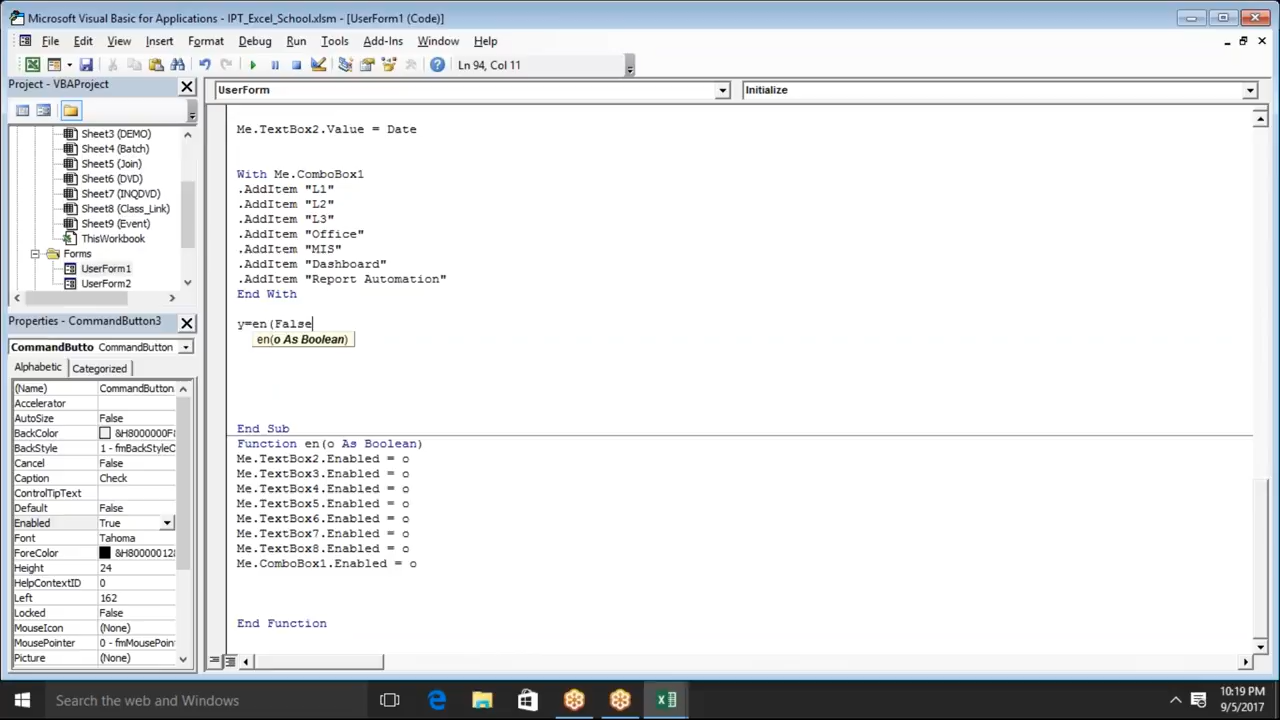 Microsoft Visual Basic for Applications - IPT_Excel_School.xlsm - [UserForm1 (Code)]
File Edit View Insert Format Debug Run Tools Add-Ins Window Help
Ln 94, Col 11
Project - VBAProject
UserForm
Initialize
Sheet3 (DEMO)
Sheet4 (Batch)
Sheet5 (Join)
Sheet6 (DVD)
Sheet7 (INQDVD)
Sheet8 (Class_Link)
Sheet9 (Event)
ThisWorkbook
Forms
UserForm1
UserForm2
Properties - CommandButton3
CommandButto CommandButton
Alphabetic Categorized
(Name) CommandButton
Accelerator
AutoSize False
BackColor &H8000000F&
BackStyle 1 - fmBackStyleO
Cancel False
Caption Check
ControlTipText
Default False
Enabled True
Font Tahoma
ForeColor &H80000012&
Height 24
HelpContextID 0
Left 162
Locked False
MouseIcon (None)
MousePointer 0 - fmMousePoin
Picture (None)
Me.TextBox2.Value = Date
With Me.ComboBox1
.AddItem "L1"
.AddItem "L2"
.AddItem "L3"
.AddItem "Office"
.AddItem "MIS"
.AddItem "Dashboard"
.AddItem "Report Automation"
End With
y=en(False
en(o As Boolean)
End Sub
Function en(o As Boolean)
Me.TextBox2.Enabled = o
Me.TextBox3.Enabled = o
Me.TextBox4.Enabled = o
Me.TextBox5.Enabled = o
Me.TextBox6.Enabled = o
Me.TextBox7.Enabled = o
Me.TextBox8.Enabled = o
Me.ComboBox1.Enabled = o
End Function
Search the web and Windows
10:19 PM
9/5/2017